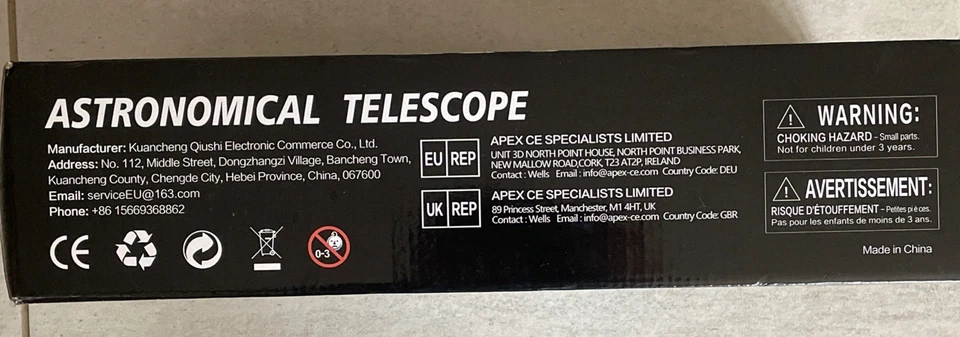 ASTRONOMICAL TELESCOPE
Manufacturer: Kuancheng Qiushi Electronic Commerce Co., Ltd.
Address: No. 112, Middle Street, Dongzhangzi Village, Bancheng Town,
Kuancheng County, Chengde City, Hebei Province, China, 067600
Email: serviceEU@163.com
Phone: +86 15669368862
CE
0-3
EU REP
APEX CE SPECIALISTS LIMITED
UNIT 3D NORTH POINT HOUSE, NORTH POINT BUSINESS PARK,
NEW MALLOW ROAD,CORK, T23 AT2P, IRELAND
Contact : Wells Email : info@apex-ce.com Country Code: DEU
UK REP
APEX CE SPECIALISTS LIMITED
89 Princess Street, Manchester, M1 4HT, UK
Contact : Wells Email : info@apex-ce.com Country Code: GBR
WARNING:
CHOKING HAZARD – Small parts.
Not for children under 3 years.
AVERTISSEMENT:
RISQUE D'ÉTOUFFEMENT – Petites pièces.
Pas pour les enfants de moins de 3 ans.
Made in China